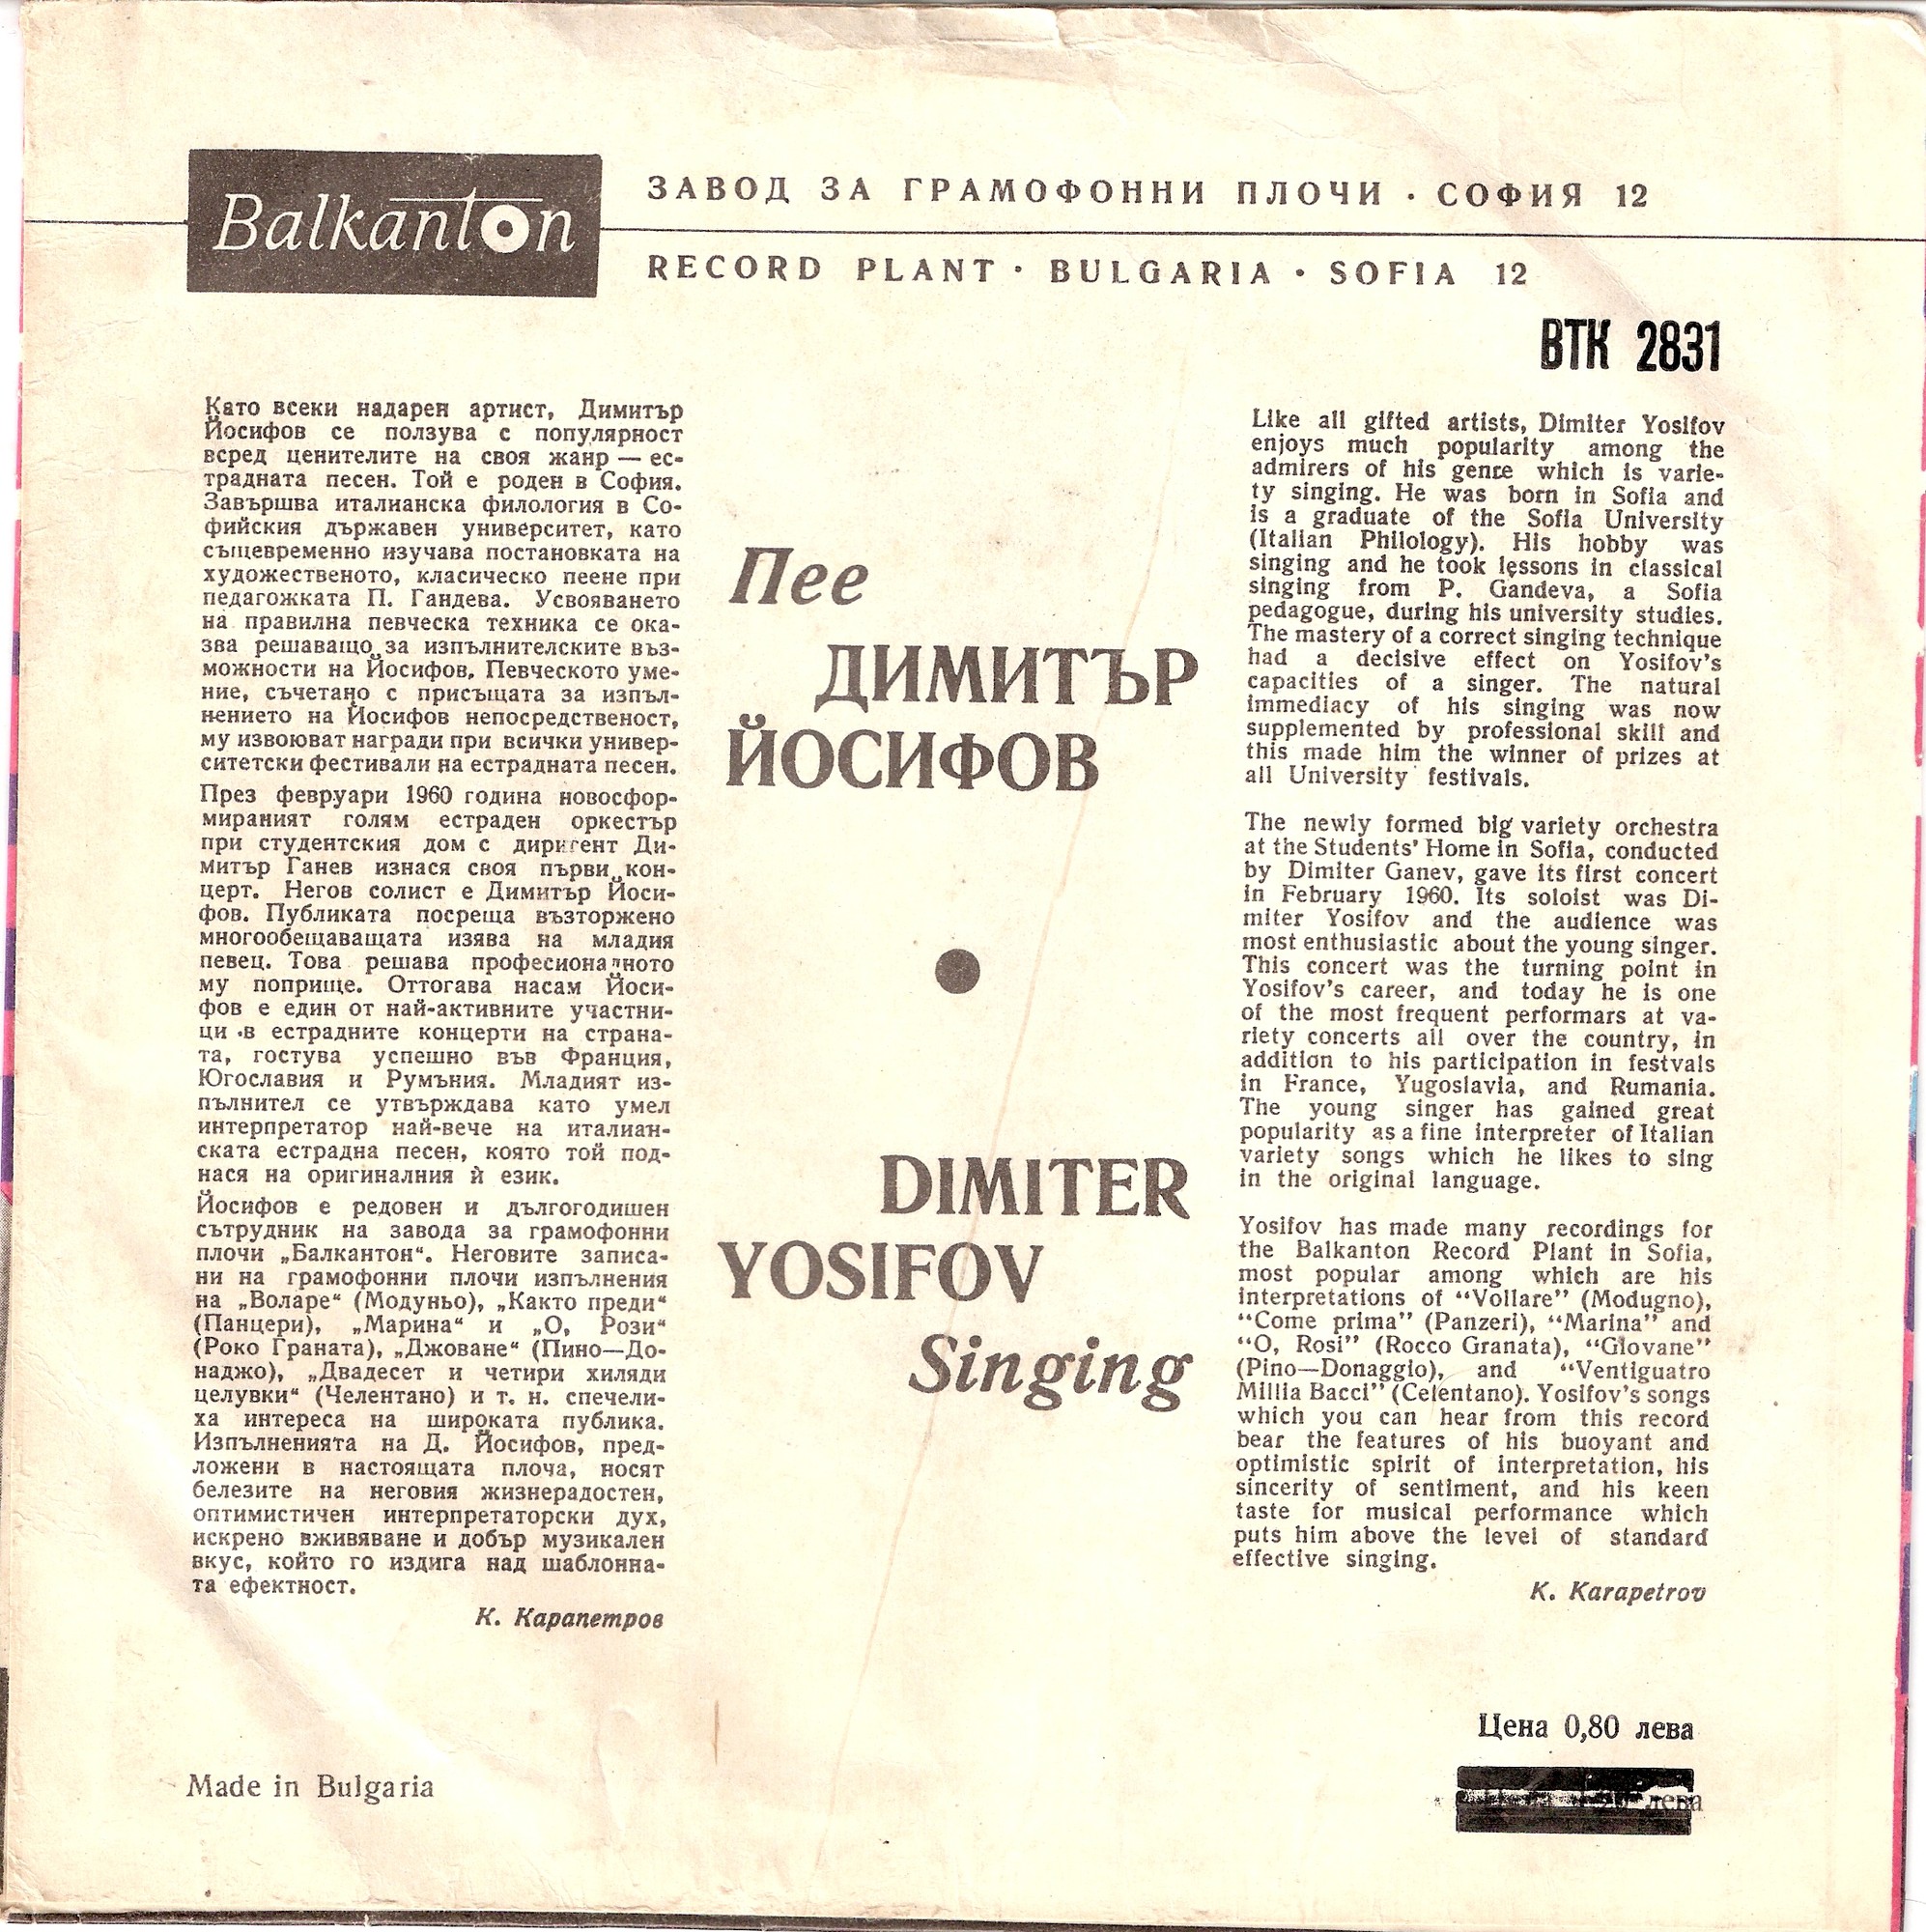 Balkanton
ЗАВОД ЗА ГРАМОФОННИ ПЛОЧИ · СОФИЯ 12
RECORD PLANT · BULGARIA · SOFIA 12
ВТК 2831
Като всеки надарен артист, Димитър
Йосифов се ползува с популярност
всред ценителите на своя жанр — ес-
традната песен. Той е роден в София.
Завършва италианска филология в Со-
фийския държавен университет, като
същевременно изучава постановката на
художественото, класическо пеене при
педагожката П. Гандева. Усвояването
на правилна певческа техника се ока-
зва решаващо за изпълнителските въз-
можности на Йосифов. Певческото уме-
ние, съчетано с присъщата за изпъл-
нението на Йосифов непосредственост,
му извоюват награди при всички универ-
ситетски фестивали на естрадната песен.
През февруари 1960 година новосфор-
мираният голям естраден оркестър
при студентския дом с диригент Ди-
митър Ганев изнася своя първи кон-
церт. Негов солист е Димитър Йоси-
фов. Публиката посреща възторжено
многообещаващата изява на младия
певец. Това решава професионалното
му поприще. Оттогава насам Йоси-
фов е един от най-активните участни-
ци в естрадните концерти на страна-
та, гостува успешно във Франция,
Югославия и Румъния. Младият из-
пълнител се утвърждава като умел
интерпретатор най-вече на италиан-
ската естрадна песен, която той под-
нася на оригиналния ѝ език.
Йосифов е редовен и дългогодишен
сътрудник на завода за грамофонни
плочи „Балкантон“. Неговите записа-
ни на грамофонни плочи изпълнения
на „Воларе“ (Модуньо), „Както преди“
(Панцери), „Марина“ и „О, Рози“
(Роко Граната), „Джоване“ (Пино—До-
наджо), „Двадесет и четири хиляди
целувки“ (Челентано) и т. н. спечели-
ха интереса на широката публика.
Изпълненията на Д. Йосифов, пред-
ложени в настоящата плоча, носят
белезите на неговия жизнерадостен,
оптимистичен интерпретаторски дух,
искрено вживяване и добър музикален
вкус, който го издига над шаблонна-
та ефектност.
К. Карапетров
Пее
ДИМИТЪР
ЙОСИФОВ
DIMITER
YOSIFOV
Singing
Like all gifted artists, Dimiter Yosifov
enjoys much popularity among the
admirers of his genre which is varie-
ty singing. He was born in Sofia and
is a graduate of the Sofia University
(Italian Philology). His hobby was
singing and he took lessons in classical
singing from P. Gandeva, a Sofia
pedagogue, during his university studies.
The mastery of a correct singing technique
had a decisive effect on Yosifov's
capacities of a singer. The natural
immediacy of his singing was now
supplemented by professional skill and
this made him the winner of prizes at
all University festivals.
The newly formed big variety orchestra
at the Students' Home in Sofia, conducted
by Dimiter Ganev, gave its first concert
in February 1960. Its soloist was Di-
miter Yosifov and the audience was
most enthusiastic about the young singer.
This concert was the turning point in
Yosifov's career, and today he is one
of the most frequent performars at va-
riety concerts all over the country, in
addition to his participation in festvals
in France, Yugoslavia, and Rumania.
The young singer has gained great
popularity as a fine interpreter of Italian
variety songs which he likes to sing
in the original language.
Yosifov has made many recordings for
the Balkanton Record Plant in Sofia,
most popular among which are his
interpretations of “Vollare” (Modugno),
“Come prima” (Panzeri), “Marina” and
“O, Rosi” (Rocco Granata), “Giovane”
(Pino—Donaggio), and “Ventiguatro
Millia Bacci” (Celentano). Yosifov's songs
which you can hear from this record
bear the features of his buoyant and
optimistic spirit of interpretation, his
sincerity of sentiment, and his keen
taste for musical performance which
puts him above the level of standard
effective singing.
K. Karapetrov
Цена 0,80 лева
лева
Made in Bulgaria